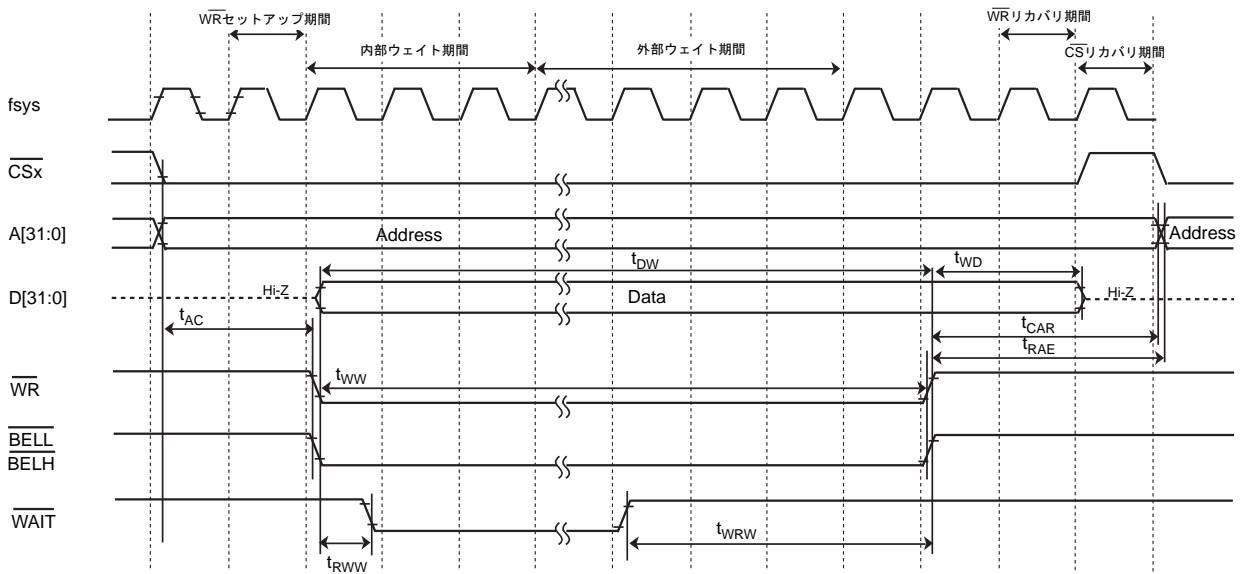 WRセットアップ期間
WRリカバリ期間
内部ウェイト期間
外部ウェイト期間
CSリカバリ期間
fsys
CSx
A[31:0]
Address
Address
tDW
tWD
D[31:0]
Hi-Z
Data
Hi-Z
tAC
tCAR
tRAE
tWW
WR
BELL
BELH
WAIT
tWRW
tRWW